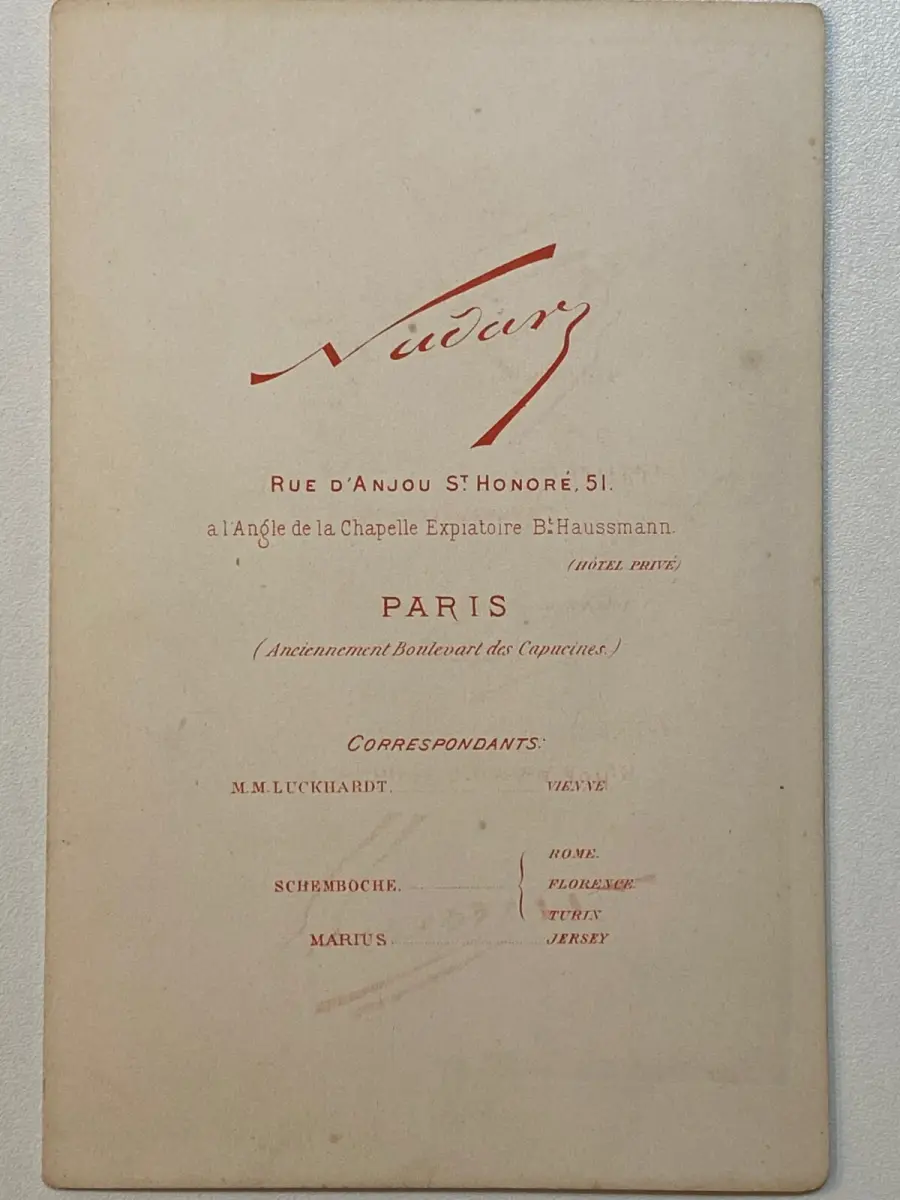 Nadar
RUE D'ANJOU ST HONORÉ, 51.
a l'Angle de la Chapelle Expiatoire Bt Haussmann.
(HÔTEL PRIVÉ)
PARIS
(Anciennement Boulevart des Capucines.)
CORRESPONDANTS:
M.M. LUCKHARDT. VIENNE
ROME.
SCHEMBOCHE. FLORENCE.
TURIN
MARIUS JERSEY